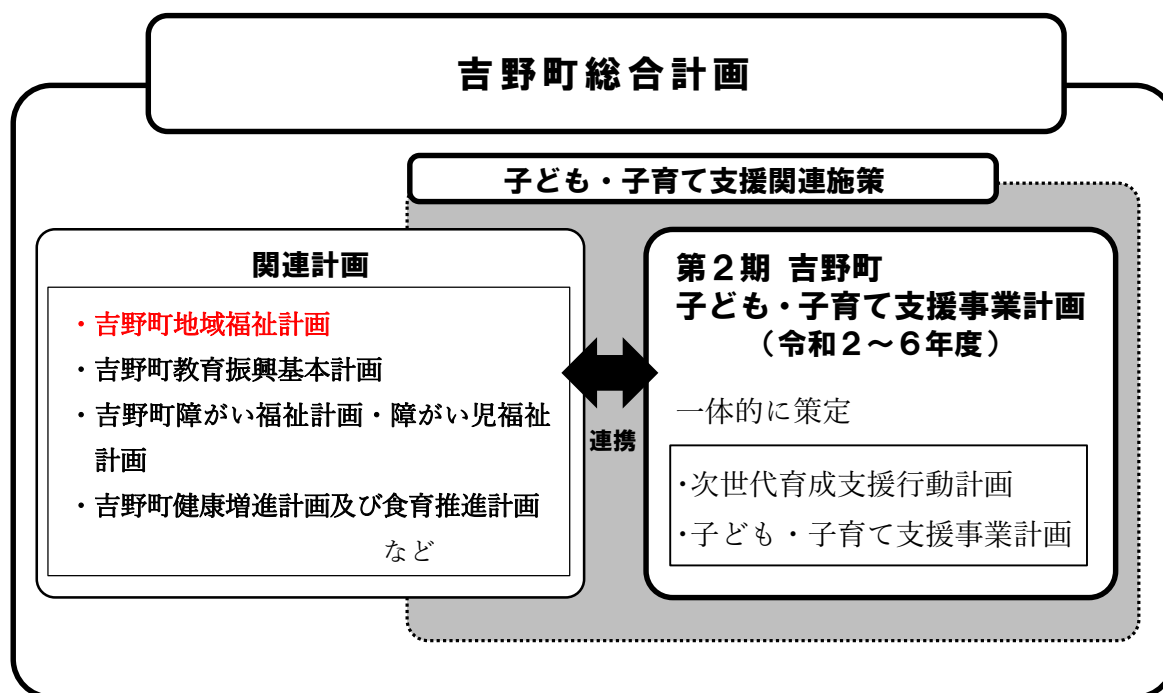 吉野町総合計画
子ども・子育て支援関連施策
関連計画
・吉野町地域福祉計画
・吉野町教育振興基本計画
・吉野町障がい福祉計画・障がい児福祉
計画
・吉野町健康増進計画及び食育推進計画
など
連携
第２期 吉野町
子ども・子育て支援事業計画
（令和２～６年度）
一体的に策定
・次世代育成支援行動計画
・子ども・子育て支援事業計画